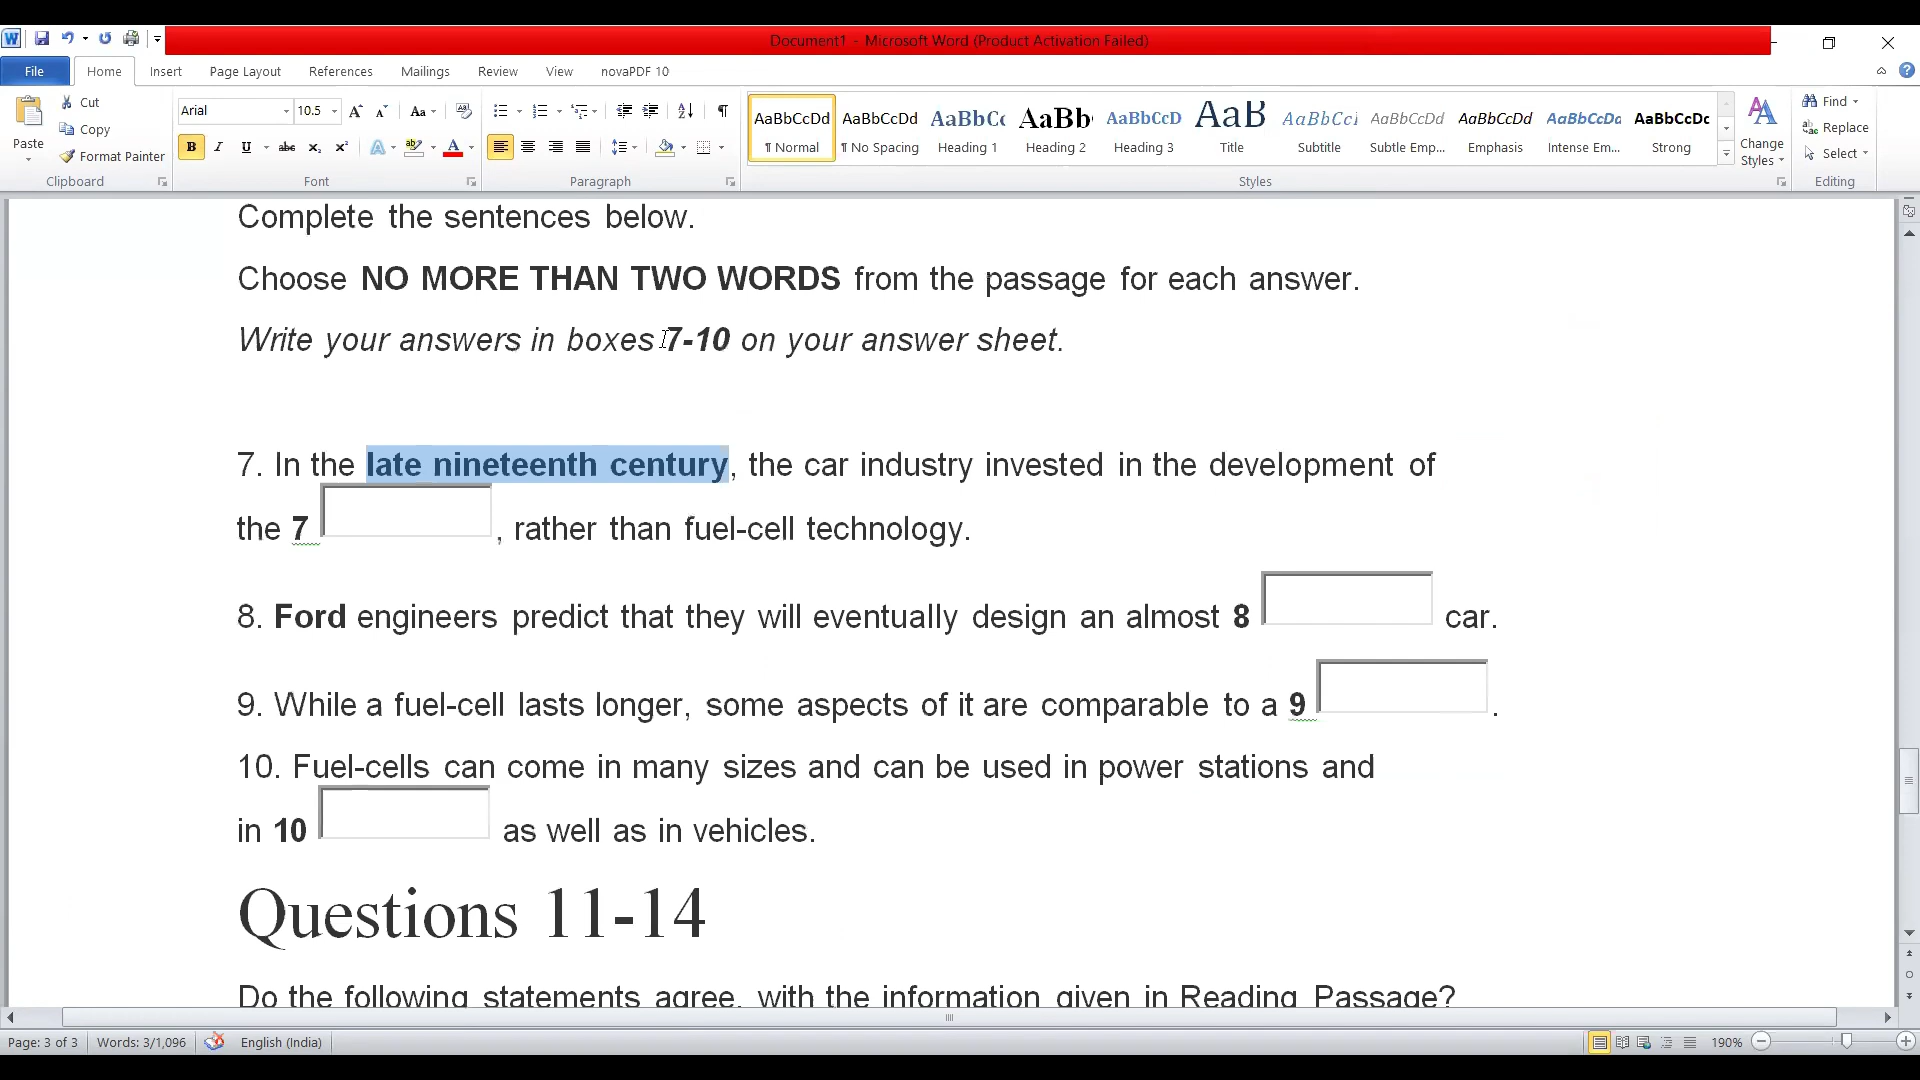 Document1 - Microsoft Word (Product Activation Failed)
File Home Insert Page Layout References Mailings Review View novaPDF 10
Paste Cut Copy Format Painter
Arial 10.5
AaBbCcDd AaBbCcDd AaBbCc AaBb AaBbCcD AaB AaBbCcl AaBbCcDd AaBbCcDd AaBbCcDd AaBbCcDc
¶ Normal ¶ No Spacing Heading 1 Heading 2 Heading 3 Title Subtitle Subtle Emp... Emphasis Intense Em... Strong
Change Styles
Find Replace Select
Clipboard Font Paragraph Styles Editing
Complete the sentences below.
Choose NO MORE THAN TWO WORDS from the passage for each answer.
Write your answers in boxes 7-10 on your answer sheet.
7. In the late nineteenth century, the car industry invested in the development of
the 7 , rather than fuel-cell technology.
8. Ford engineers predict that they will eventually design an almost 8 car.
9. While a fuel-cell lasts longer, some aspects of it are comparable to a 9 .
10. Fuel-cells can come in many sizes and can be used in power stations and
in 10 as well as in vehicles.
Questions 11-14
Do the following statements agree, with the information given in Reading Passage?
Page: 3 of 3 Words: 3/1,096 English (India) 190%